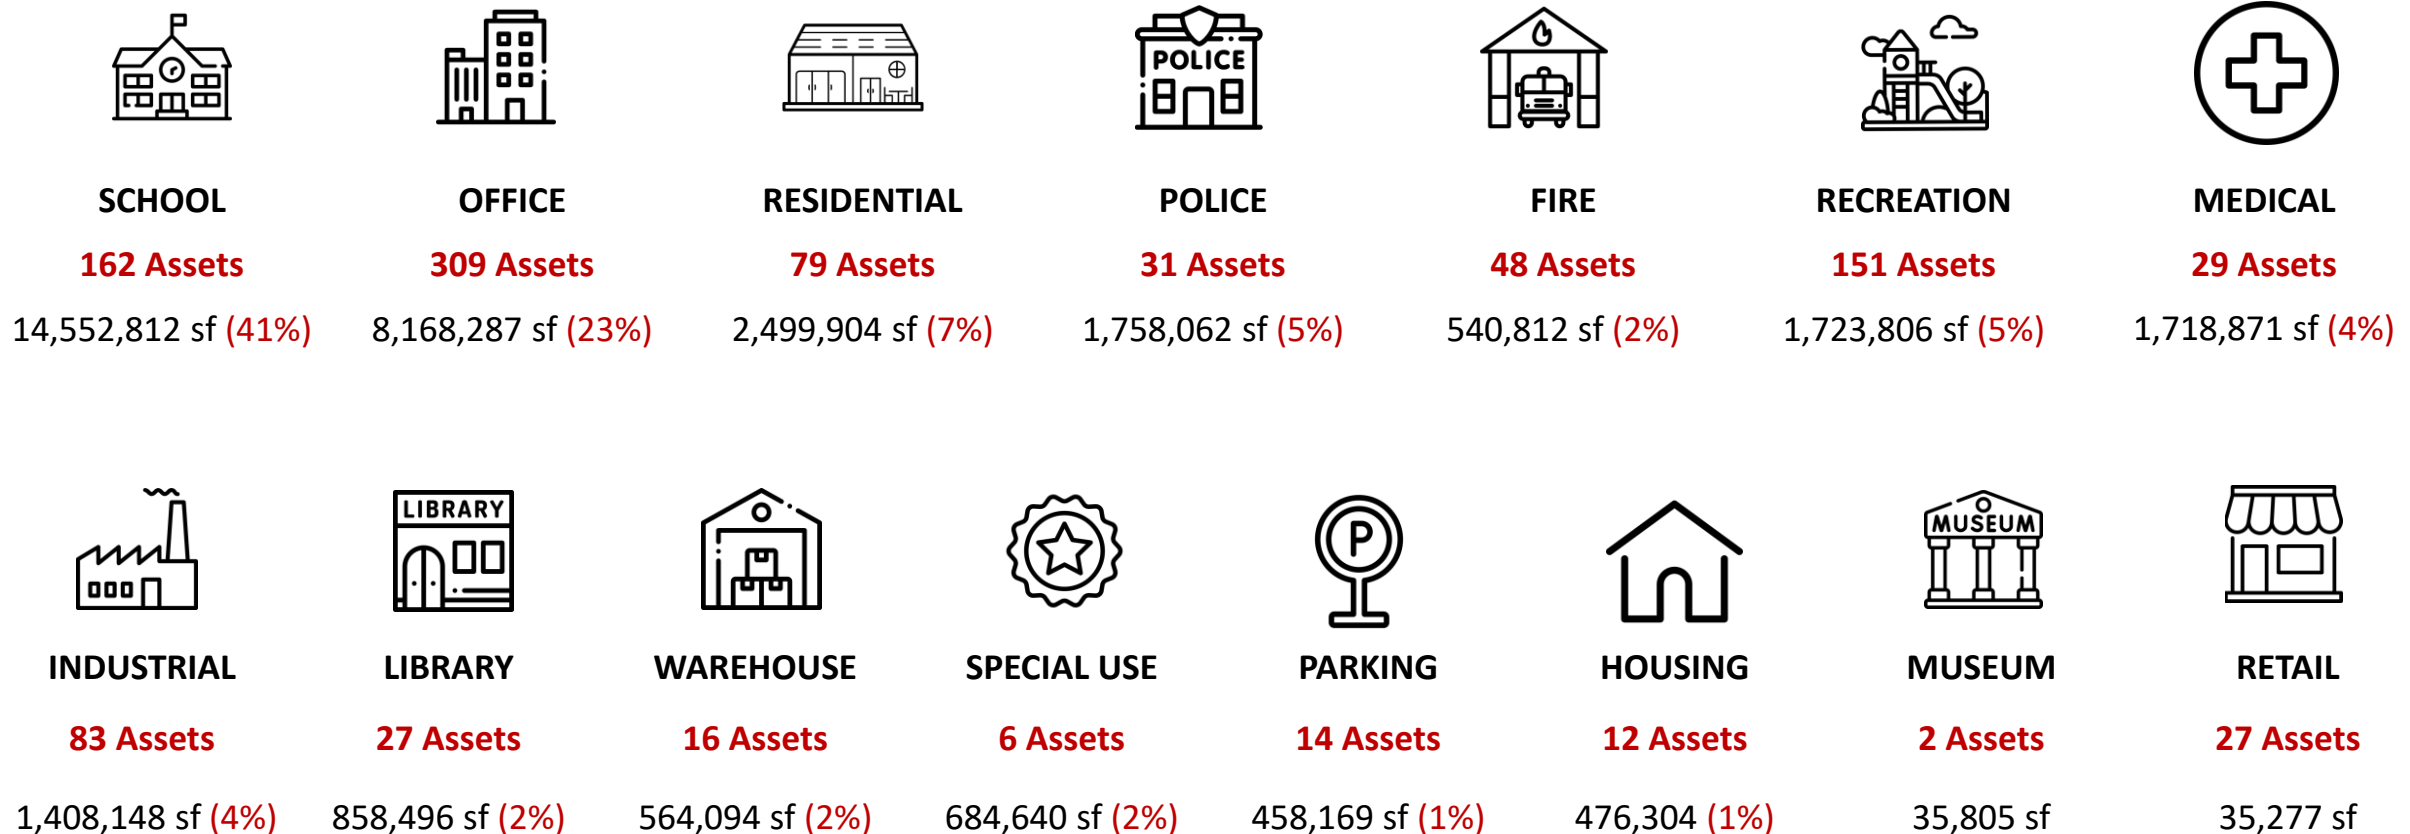 POLICE
SCHOOL OFFICE RESIDENTIAL POLICE FIRE RECREATION MEDICAL
162 Assets 309 Assets 79 Assets 31 Assets 48 Assets 151 Assets 29 Assets
14,552,812 sf (41%) 8,168,287 sf (23%) 2,499,904 sf (7%) 1,758,062 sf (5%) 540,812 sf (2%) 1,723,806 sf (5%) 1,718,871 sf (4%)
LIBRARY P MUSEUM
INDUSTRIAL LIBRARY WAREHOUSE SPECIAL USE PARKING HOUSING MUSEUM RETAIL
83 Assets 27 Assets 16 Assets 6 Assets 14 Assets 12 Assets 2 Assets 27 Assets
1,408,148 sf (4%) 858,496 sf (2%) 564,094 sf (2%) 684,640 sf (2%) 458,169 sf (1%) 476,304 (1%) 35,805 sf 35,277 sf